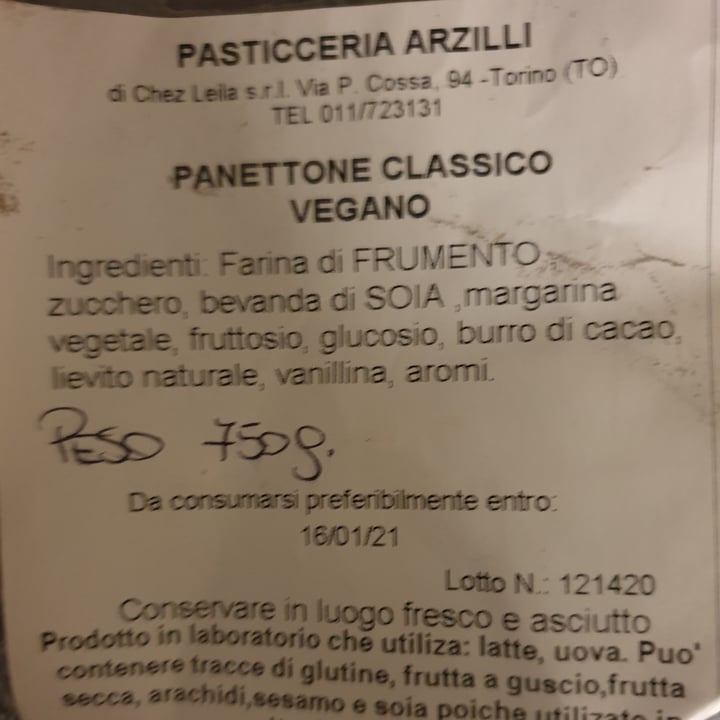 PASTICCERIA ARZILLI
di Chez Leila s.r.l. Via P. Cossa, 94 -Torino (TO)
TEL 011/723131
PANETTONE CLASSICO
VEGANO
Ingredienti: Farina di FRUMENTO,
zucchero, bevanda di SOIA ,margarina
vegetale, fruttosio, glucosio, burro di cacao,
lievito naturale, vanillina, aromi.
PESO 750g.
Da consumarsi preferibilmente entro:
16/01/21
Lotto N.: 121420
Conservare in luogo fresco e asciutto
Prodotto in laboratorio che utiliza: latte, uova. Puo'
contenere tracce di glutine, frutta a guscio,frutta
secca, arachidi,sesamo e soia poiche utilizzato in